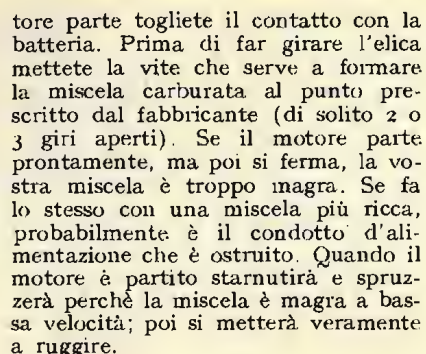 tore parte togliete il contatto con la
batteria. Prima di far girare l'elica
mettete la vite che serve a formare
la miscela carburata al punto pre-
scritto dal fabbricante (di solito 2 o
3 giri aperti). Se il motore parte
prontamente, ma poi si ferma, la vo-
stra miscela è troppo magra. Se fa
lo stesso con una miscela più ricca,
probabilmente è il condotto d'ali-
mentazione che è ostruito. Quando il
motore è partito starnutirà e spruz-
zerà perchè la miscela è magra a bas-
sa velocità; poi si metterà veramente
a ruggire.